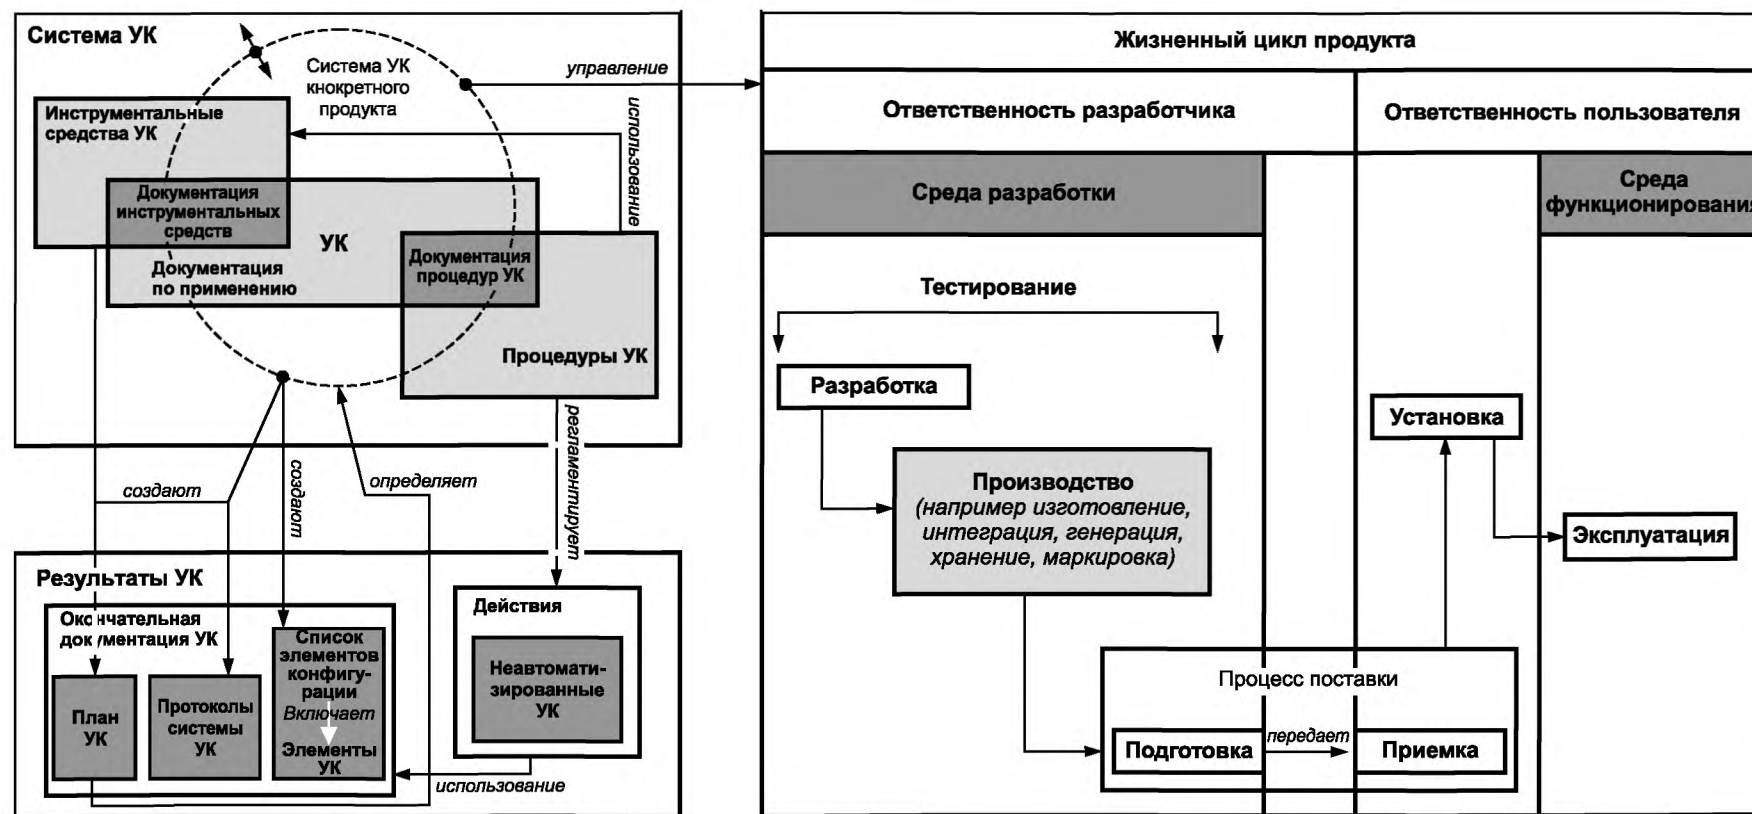 Система УК
Система УК
кнокретного
продукта
управление
Инструментальные
средства УК
использование
Документация
инструментальных
средств
УК
Документация
процедур УК
Документация
по применению
Процедуры УК
создают
создают
определяет
регламентирует
Результаты УК
Окончательная
документация УК
План
УК
Протоколы
системы
УК
Список
элементов
конфигу-
рации
Включает
Элементы
УК
Действия
Неавтомати-
зированные
УК
использование
Жизненный цикл продукта
Ответственность разработчика
Ответственность пользователя
Среда разработки
Среда
функционирования
Тестирование
Разработка
Производство
(например изготовление,
интеграция, генерация,
хранение, маркировка)
Установка
Эксплуатация
Процесс поставки
Подготовка
передает
Приемка